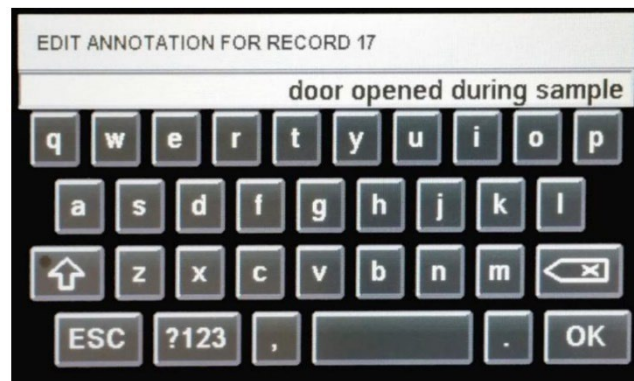 EDIT ANNOTATION FOR RECORD 17
door opened during sample
q w e r t y u i o p
a s d f g h j k l
z x c v b n m
ESC ?123 , . OK